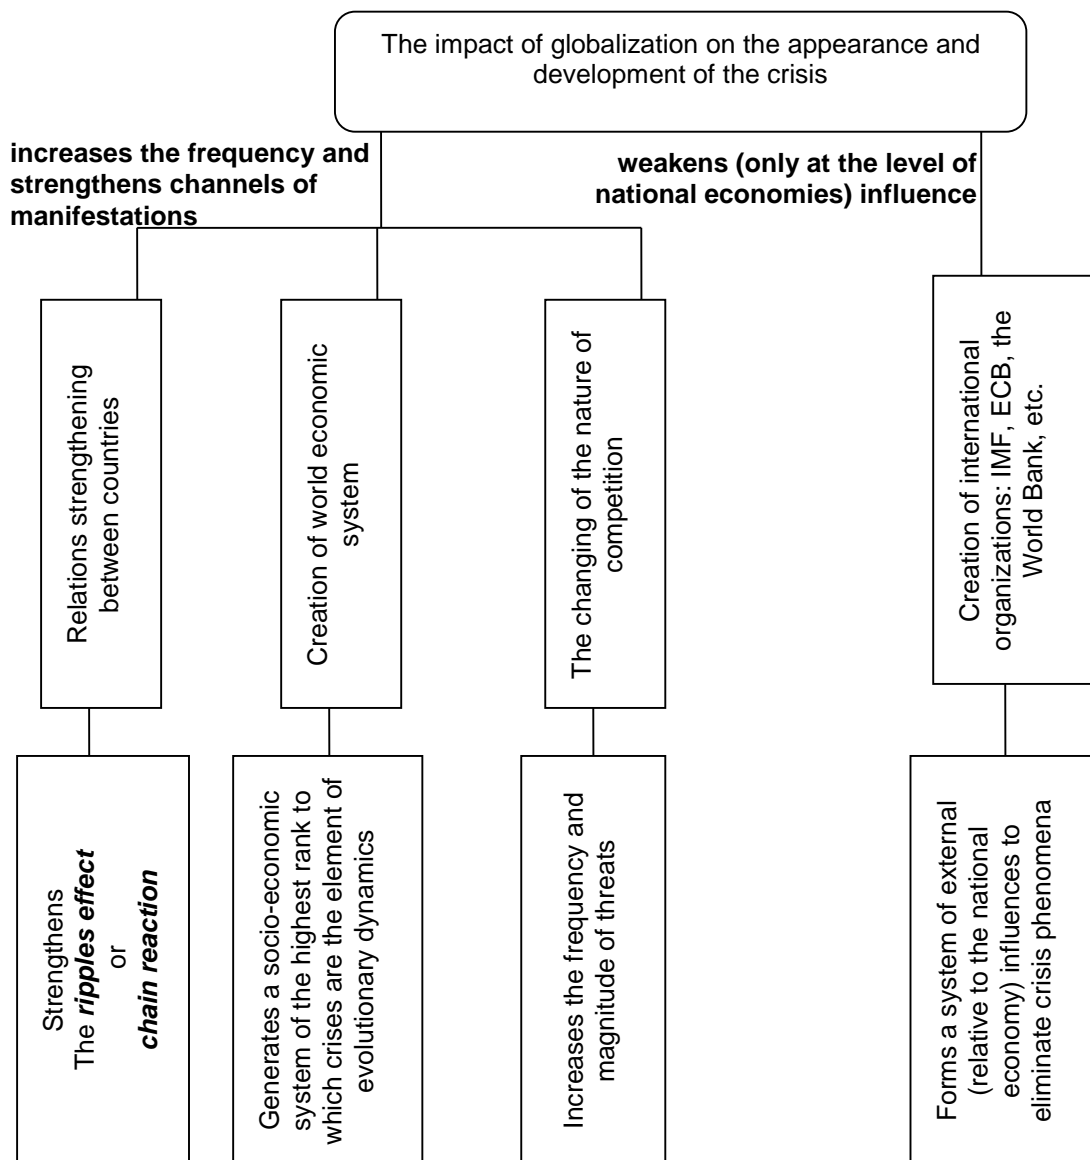 The impact of globalization on the appearance and
development of the crisis
increases the frequency and
strengthens channels of
manifestations
weakens (only at the level of
national economies) influence
Relations strengthening
between countries
Creation of world economic
system
The changing of the nature of
competition
Creation of international
organizations: IMF, ECB, the
World Bank, etc.
Strengthens
The ripples effect
or
chain reaction
Generates a socio-economic
system of the highest rank to
which crises are the element of
evolutionary dynamics
Increases the frequency and
magnitude of threats
Forms a system of external
(relative to the national
economy) influences to
eliminate crisis phenomena